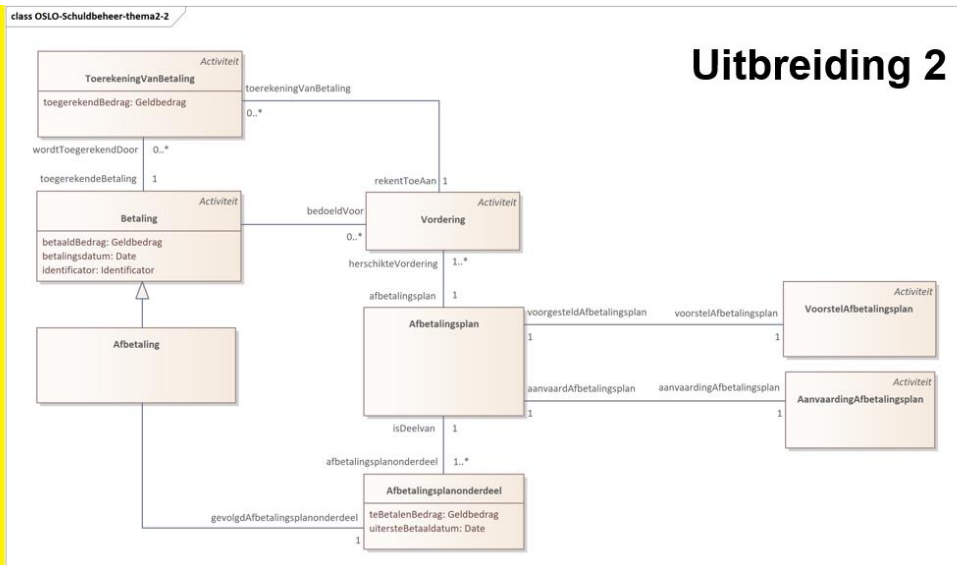 class OSLO-Schuldbeheer-thema2-2
Uitbreiding 2
Activiteit
ToerekeningVanBetaling
toegerekendBedrag: Geldbedrag
toerekeningVanBetaling
0..*
wordtToegerekendDoor 0..*
toegerekendeBetaling 1
rekentToeAan 1
Activiteit
Betaling
betaaldBedrag: Geldbedrag
betalingsdatum: Date
identificator: Identificator
bedoeldVoor
0..*
Activiteit
Vordering
herschikteVordering 1..*
afbetalingsplan 1
Afbetaling
Afbetalingsplan
voorgesteldAfbetalingsplan voorstelAfbetalingsplan
1 1
Activiteit
VoorstelAfbetalingsplan
aanvaardAfbetalingsplan aanvaardingAfbetalingsplan
1 1
Activiteit
AanvaardingAfbetalingsplan
isDeelvan 1
afbetalingsplanonderdeel 1..*
Afbetalingsplanonderdeel
teBetalenBedrag: Geldbedrag
uitersteBetaaldatum: Date
gevolgdAfbetalingsplanonderdeel
1